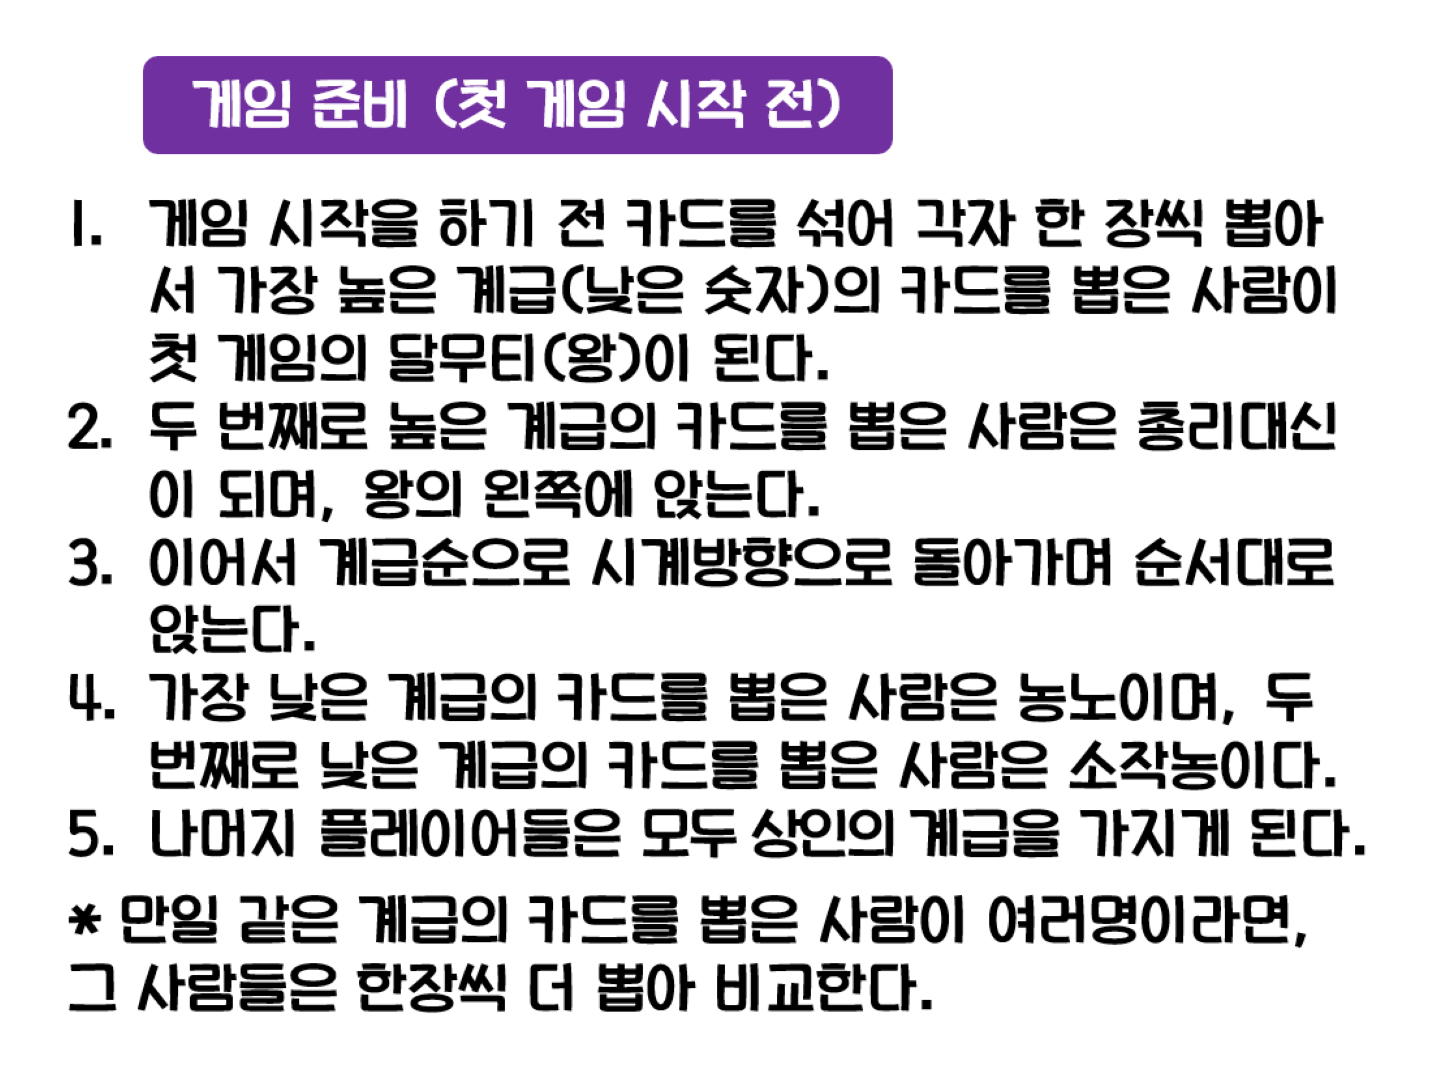 게임 준비 (첫 게임 시작 전)
1. 게임 시작을 하기 전 카드를 섞어 각자 한 장씩 뽑아
서 가장 높은 계급(낮은 숫자)의 카드를 뽑은 사람이
첫 게임의 달무티(왕)이 된다.
2. 두 번째로 높은 계급의 카드를 뽑은 사람은 총리대신
이 되며, 왕의 왼쪽에 앉는다.
3. 이어서 계급순으로 시계방향으로 돌아가며 순서대로
앉는다.
4. 가장 낮은 계급의 카드를 뽑은 사람은 농노이며, 두
번째로 낮은 계급의 카드를 뽑은 사람은 소작농이다.
5. 나머지 플레이어들은 모두 상인의 계급을 가지게 된다.
* 만일 같은 계급의 카드를 뽑은 사람이 여러명이라면,
그 사람들은 한장씩 더 뽑아 비교한다.